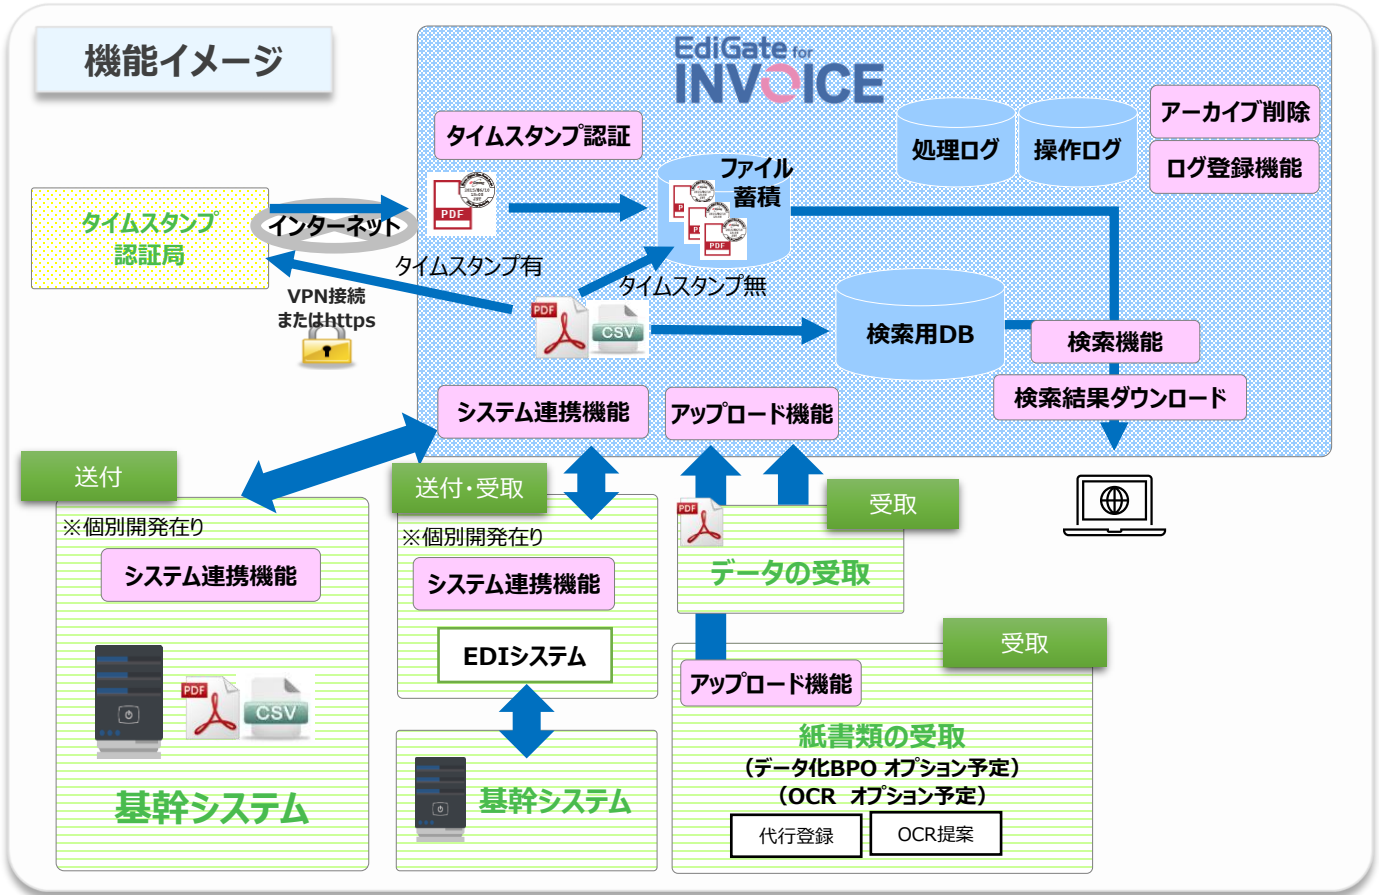 機能イメージ
EdiGate for
INVOICE
タイムスタンプ認証
ファイル
蓄積
処理ログ
操作ログ
アーカイブ削除
ログ登録機能
タイムスタンプ
認証局
インターネット
PDF
PDF
タイムスタンプ有
タイムスタンプ無
VPN接続
またはhttps
PDF
CSV
検索用DB
検索機能
検索結果ダウンロード
システム連携機能
アップロード機能
送付
※個別開発在り
システム連携機能
PDF
CSV
基幹システム
送付・受取
※個別開発在り
システム連携機能
EDIシステム
基幹システム
受取
PDF
データの受取
受取
アップロード機能
紙書類の受取
（データ化BPO オプション予定）
（OCR オプション予定）
代行登録
OCR提案